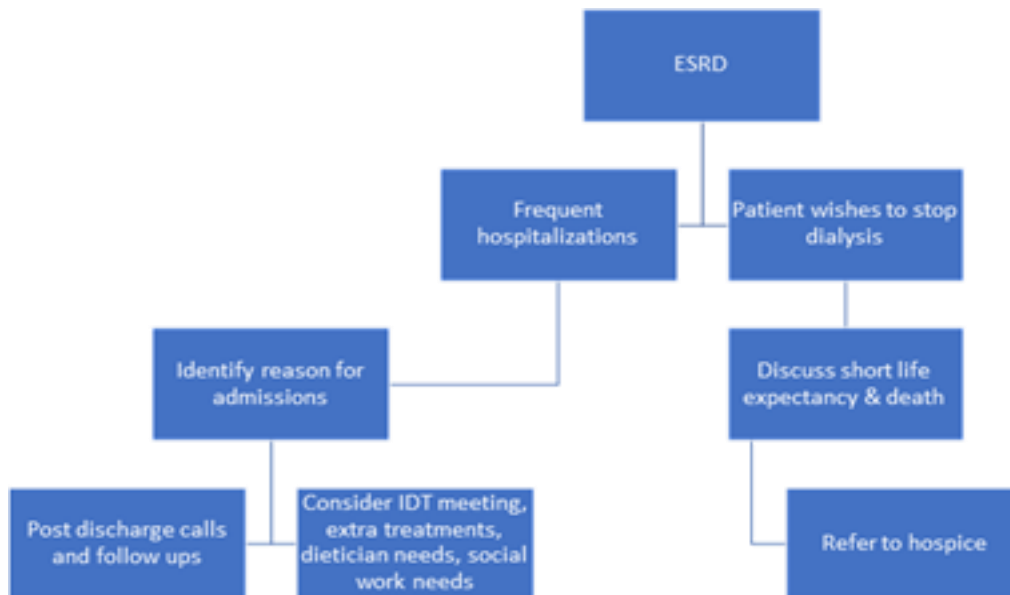 ESRD
Frequent
hospitalizations
Patient wishes to stop
dialysis
Identify reason for
admissions
Discuss short life
expectancy & death
Post discharge calls
and follow ups
Consider IDT meeting,
extra treatments,
dietician needs, social
work needs
Refer to hospice